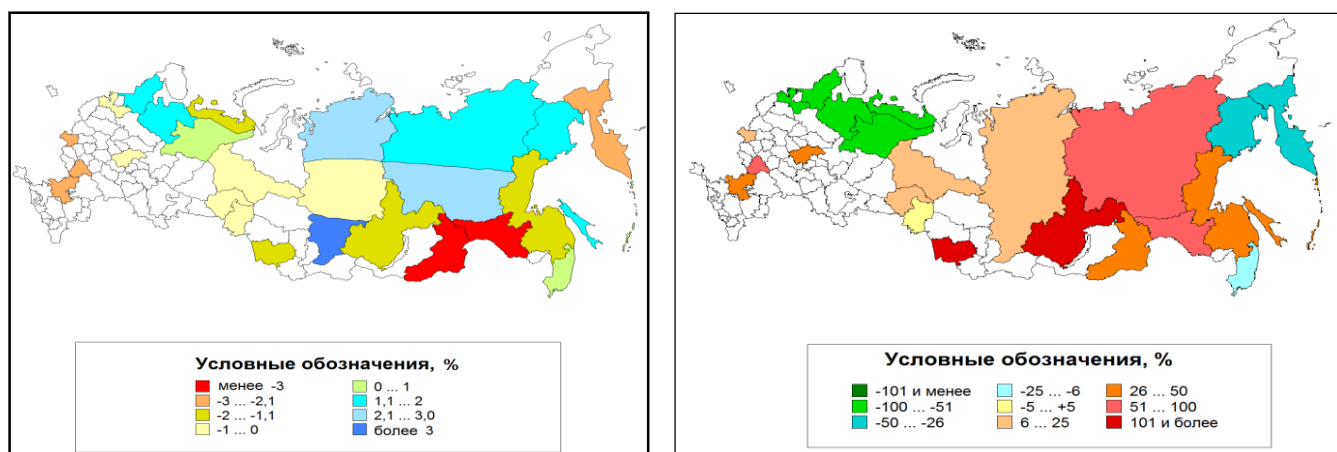 Условные обозначения, %
менее -3
-3 ... -2,1
-2 ... -1,1
-1 ... 0
0 ... 1
1,1 ... 2
2,1 ... 3,0
более 3
Условные обозначения, %
-101 и менее
-100 ... -51
-50 ... -26
-25 ... -6
-5 ... +5
6 ... 25
26 ... 50
51 ... 100
101 и более